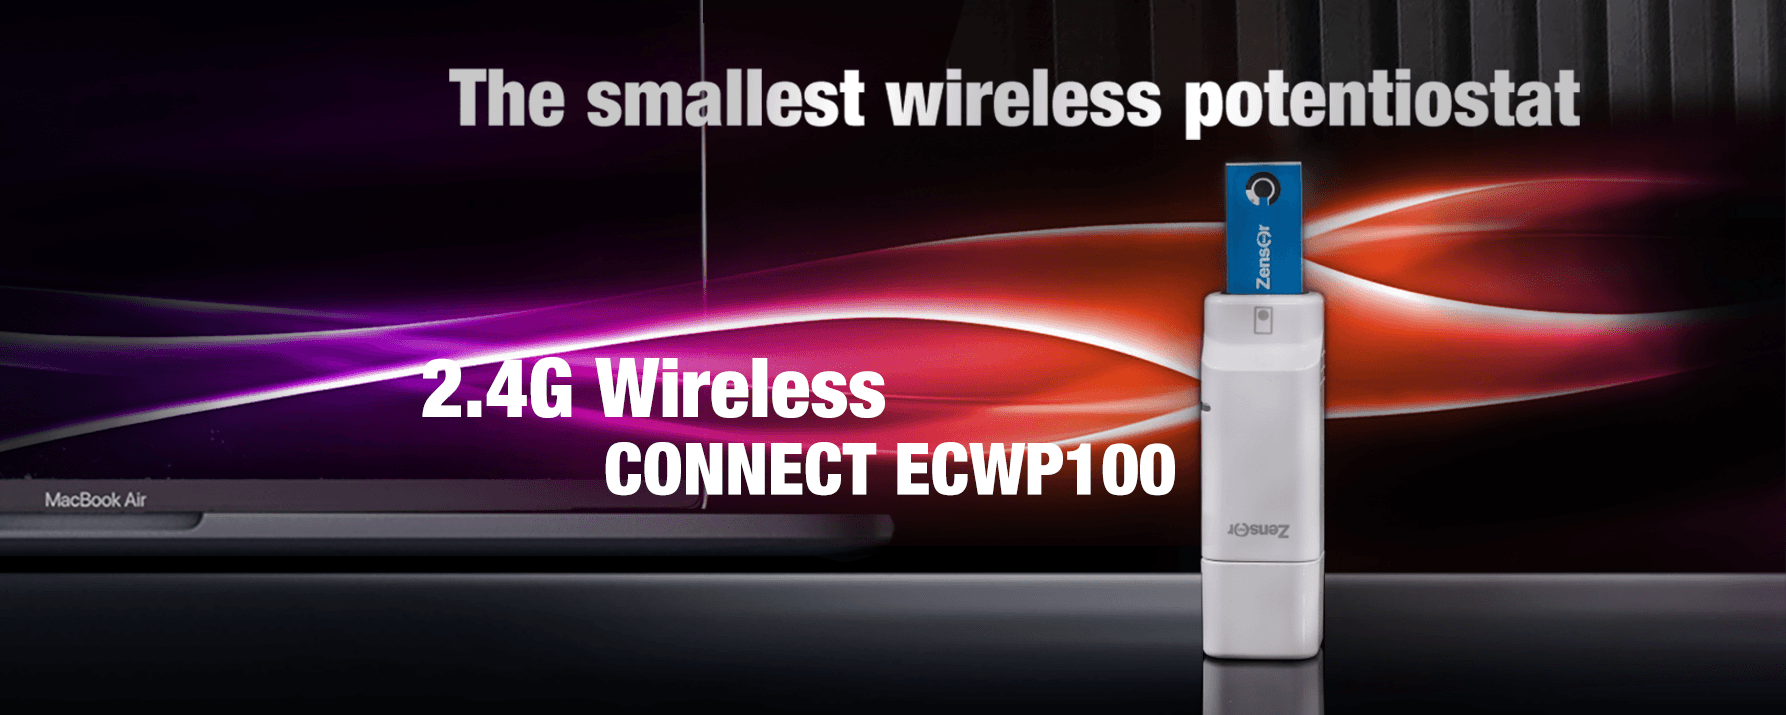 The smallest wireless potentiostat
Zensor
2.4G Wireless
CONNECT ECWP100
MacBook Air
Zensor